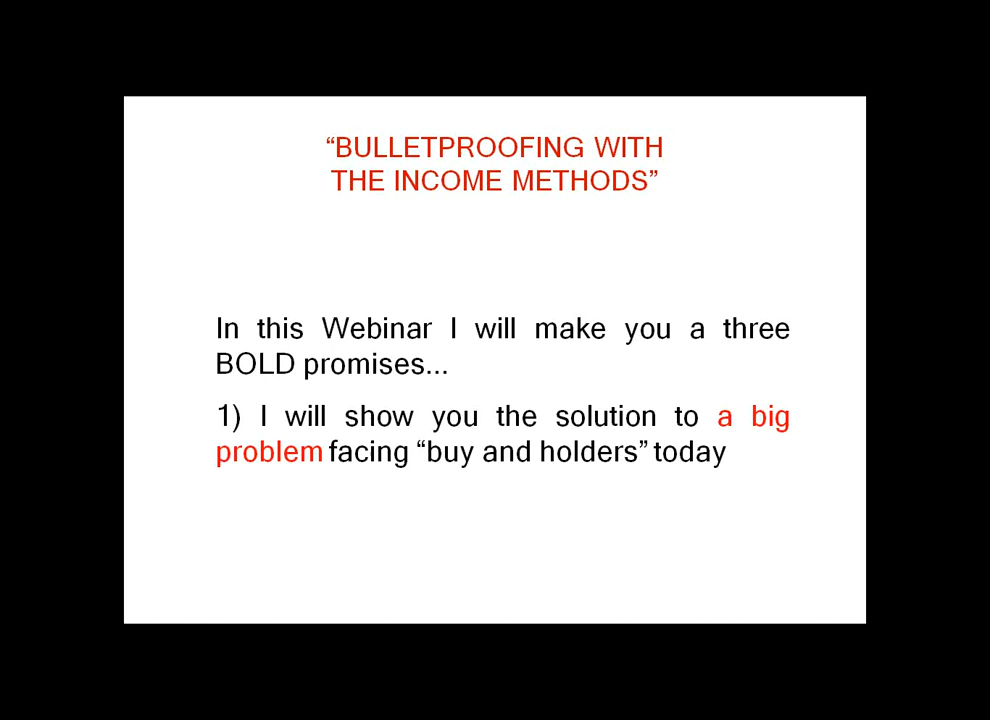 “BULLETPROOFING WITH
THE INCOME METHODS”
In this Webinar I will make you a three
BOLD promises...
1) I will show you the solution to a big
problem facing “buy and holders” today